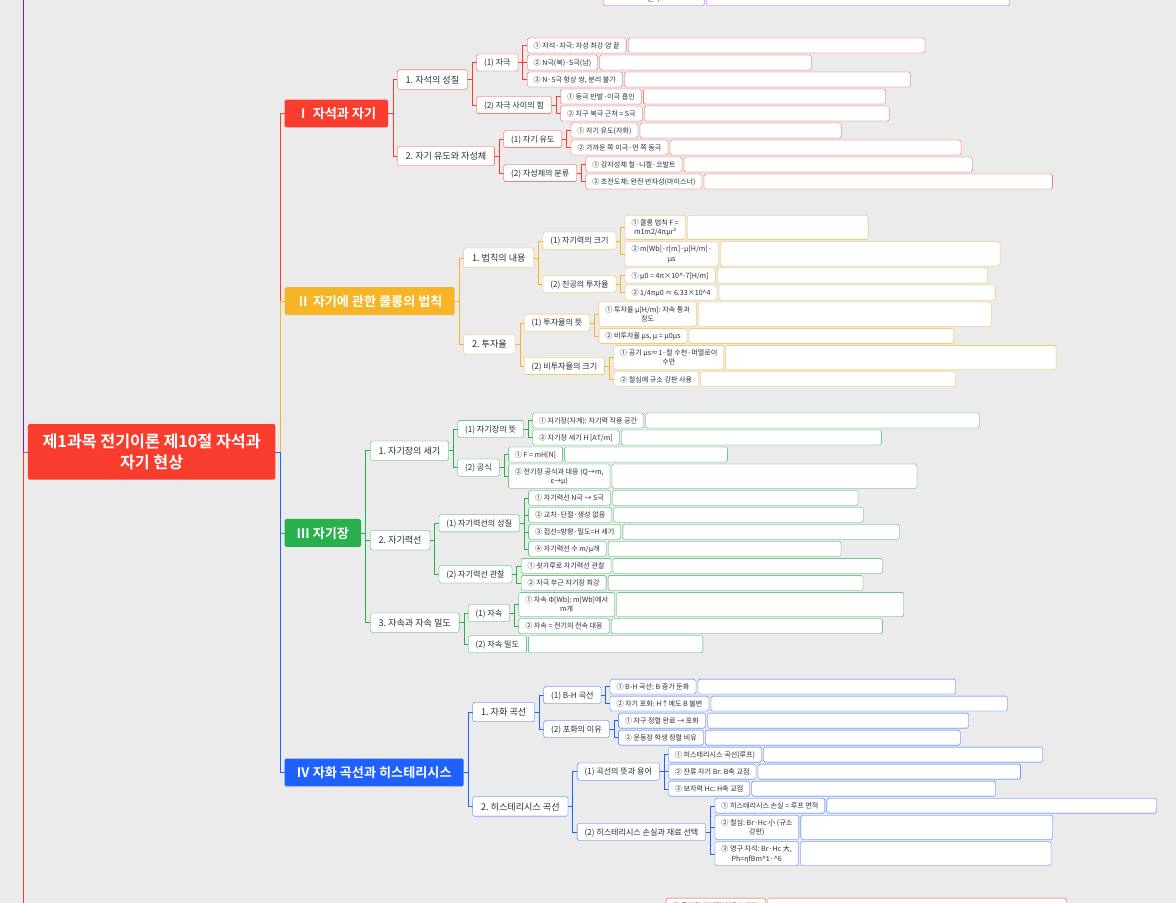 Ⅰ 자석과 자기
1. 자석의 성질
(1) 자극
① 자석·자극: 자성 최강 양 끝
② N극(북)·S극(남)
③ N·S극 항상 쌍, 분리 불가
(2) 자극 사이의 힘
① 동극 반발·이극 흡인
② 지구 북극 근처 = S극
2. 자기 유도와 자성체
(1) 자기 유도
① 자기 유도(자화)
② 가까운 쪽 이극·먼 쪽 동극
(2) 자성체의 분류
① 강자성체 철·니켈·코발트
② 초전도체: 완전 반자성(마이스너)
Ⅱ 자기에 관한 쿨롱의 법칙
1. 법칙의 내용
(1) 자기력의 크기
① 쿨롱 법칙 F =
m1m2/4πμr²
② m[Wb]·r[m]·μ[H/m]·
μs
(2) 진공의 투자율
① μ0 = 4π×10^-7[H/m]
② 1/4πμ0 ≈ 6.33×10^4
2. 투자율
(1) 투자율의 뜻
① 투자율 μ[H/m]: 자속 통과
정도
② 비투자율 μs, μ = μ0μs
(2) 비투자율의 크기
① 공기 μs≈1·철 수천·퍼멀로이
수만
② 철심에 규소 강판 사용
제1과목 전기이론 제10절 자석과
자기 현상
Ⅲ 자기장
1. 자기장의 세기
(1) 자기장의 뜻
① 자기장(자계): 자기력 작용 공간
② 자기장 세기 H [AT/m]
(2) 공식
① F = mH[N]
② 전기장 공식과 대응 (Q→m,
ε→μ)
2. 자기력선
(1) 자기력선의 성질
① 자기력선 N극 → S극
② 교차·단절·생성 없음
③ 접선=방향·밀도=H 세기
④ 자기력선 수 m/μ개
(2) 자기력선 관찰
① 쇳가루로 자기력선 관찰
② 자극 부근 자기장 최강
3. 자속과 자속 밀도
(1) 자속
① 자속 Φ[Wb]: m[Wb]에서
m개
② 자속 = 전기의 전속 대응
(2) 자속 밀도
Ⅳ 자화 곡선과 히스테리시스
1. 자화 곡선
(1) B-H 곡선
① B-H 곡선: B 증가 둔화
② 자기 포화: H↑에도 B 불변
(2) 포화의 이유
① 자구 정렬 완료 → 포화
② 운동장 학생 정렬 비유
2. 히스테리시스 곡선
(1) 곡선의 뜻과 용어
① 히스테리시스 곡선(루프)
② 잔류 자기 Br: B축 교점
③ 보자력 Hc: H축 교점
(2) 히스테리시스 손실과 재료 선택
① 히스테리시스 손실 = 루프 면적
② 철심: Br·Hc 小 (규소
강판)
③ 영구 자석: Br·Hc 大,
Ph=ηfBm^1·^6